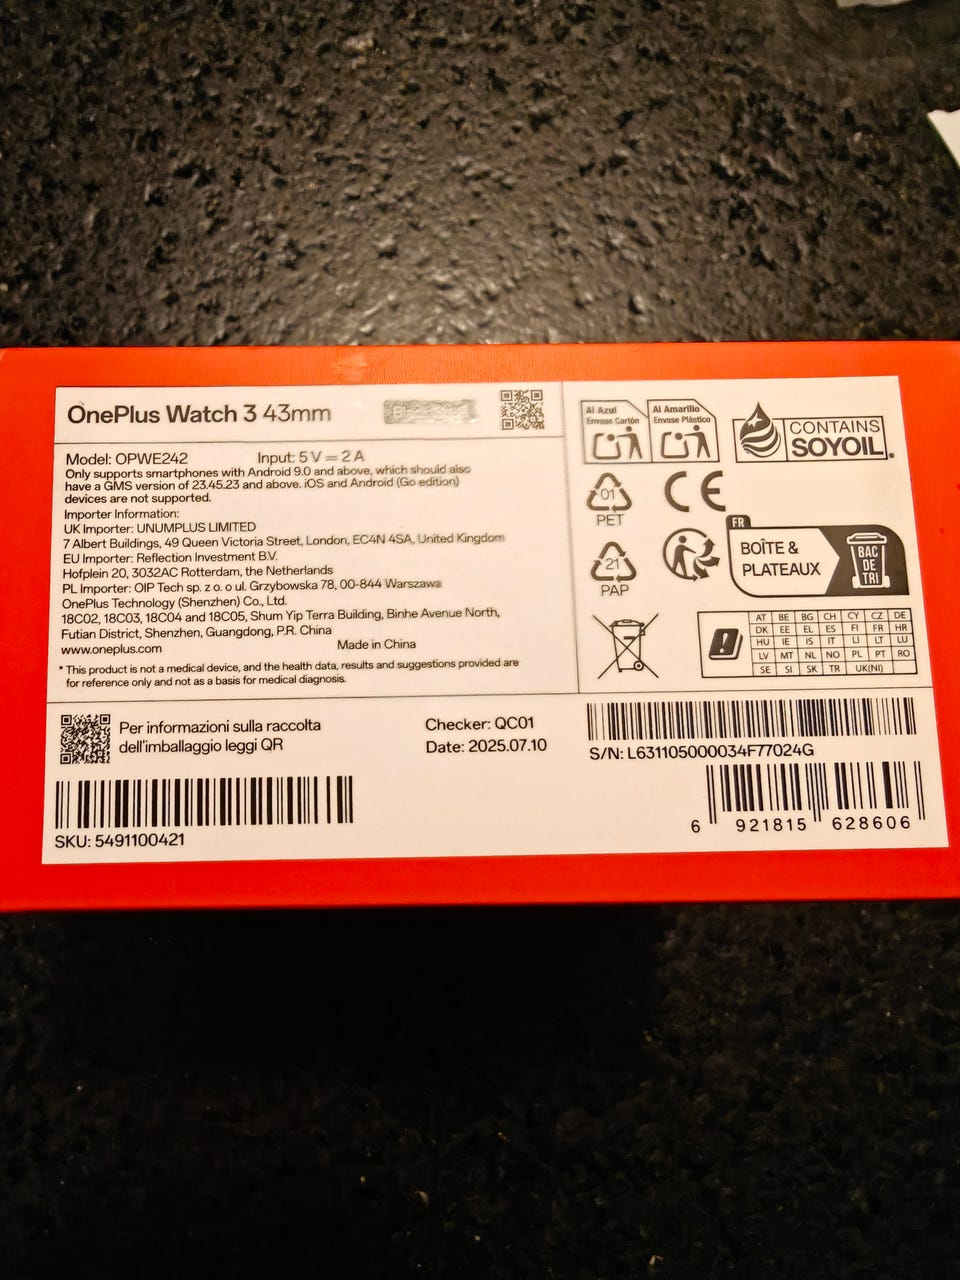 OnePlus Watch 3 43mm
Model: OPWE242 Input: 5 V ⎓ 2 A
Only supports smartphones with Android 9.0 and above, which should also
have a GMS version of 23.45.23 and above. iOS and Android (Go edition)
devices are not supported.
Importer Information:
UK Importer: UNUMPLUS LIMITED
7 Albert Buildings, 49 Queen Victoria Street, London, EC4N 4SA, United Kingdom
EU Importer: Reflection Investment B.V.
Hofplein 20, 3032AC Rotterdam, the Netherlands
PL Importer: OIP Tech sp. z o. o ul. Grzybowska 78, 00-844 Warszawa
OnePlus Technology (Shenzhen) Co., Ltd.
18C02, 18C03, 18C04 and 18C05, Shum Yip Terra Building, Binhe Avenue North,
Futian District, Shenzhen, Guangdong, P.R. China
www.oneplus.com Made in China
* This product is not a medical device, and the health data, results and suggestions provided are
for reference only and not as a basis for medical diagnosis.
Al Azul
Envase Cartón
Al Amarillo
Envase Plástico
CONTAINS
SOYOIL.
01
PET
CE
21
PAP
FR
BOÎTE &
PLATEAUX
BAC
DE
TRI
AT BE BG CH CY CZ DE
DK EE EL ES FI FR HR
HU IE IS IT LI LT LU
LV MT NL NO PL PT RO
SE SI SK TR UK(NI)
Per informazioni sulla raccolta
dell'imballaggio leggi QR
Checker: QC01
Date: 2025.07.10
S/N: L631105000034F77024G
SKU: 5491100421
6 921815 628606